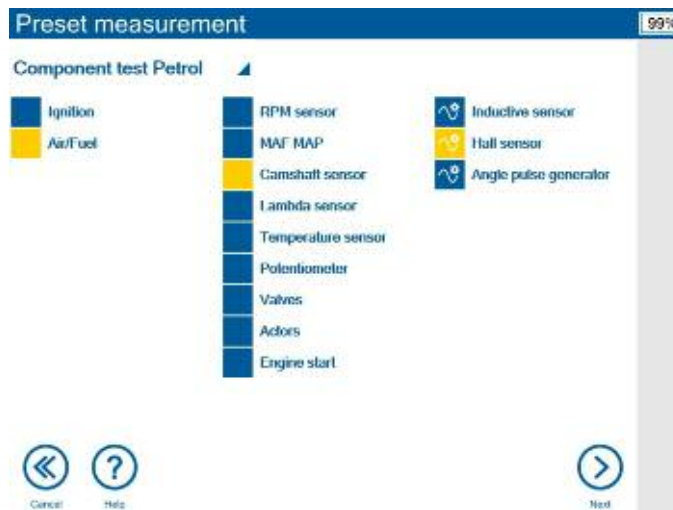 Preset measurement
99%
Component test Petrol
Ignition
Air/Fuel
RPM sensor
MAF MAP
Camshaft sensor
Lambda sensor
Temperature sensor
Potentiometer
Valves
Actors
Engine start
Inductive sensor
Hall sensor
Angle pulse generator
Cancel
Help
Next